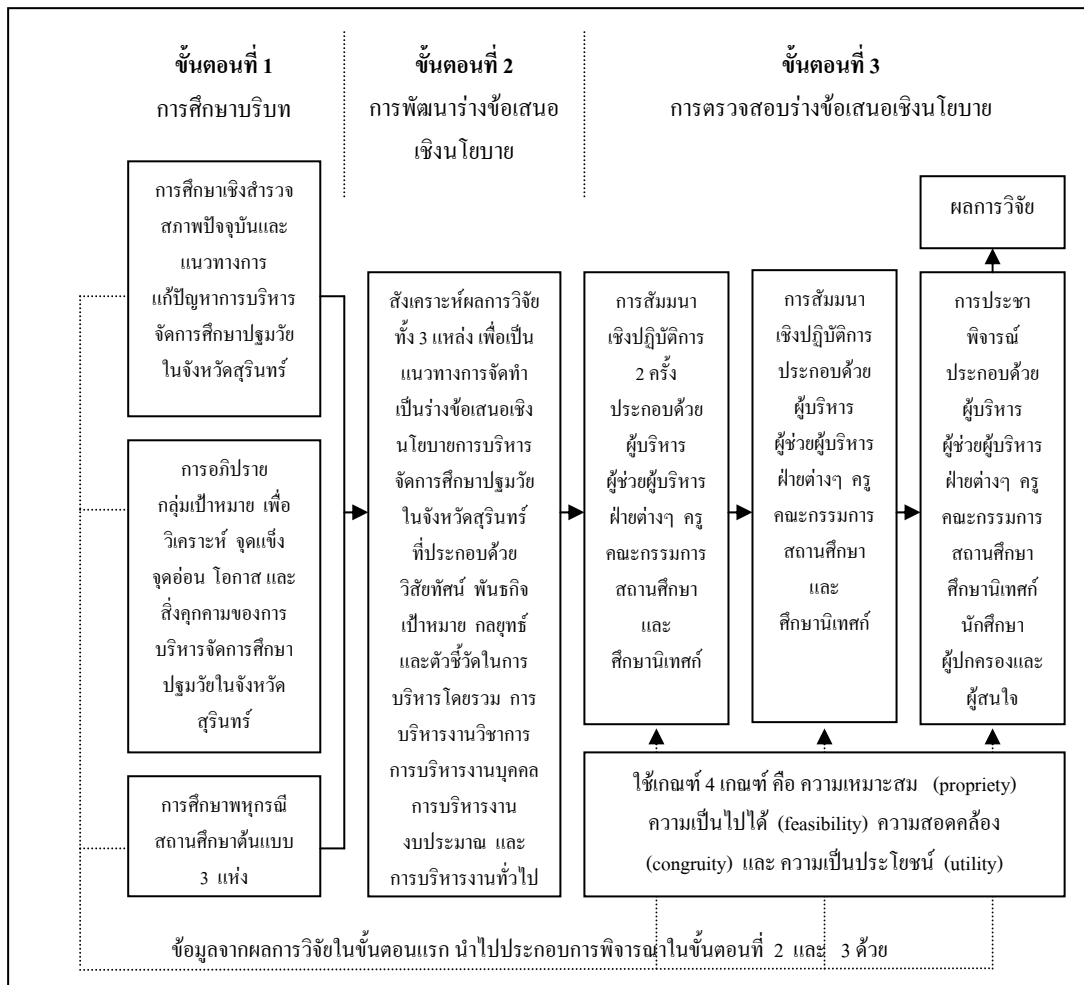 ขั้นตอนที่ 1
การศึกษาบริบท
ขั้นตอนที่ 2
การพัฒนาร่างข้อเสนอ
เชิงนโยบาย
ขั้นตอนที่ 3
การตรวจสอบร่างข้อเสนอเชิงนโยบาย
การศึกษาเชิงสำรวจ
สภาพปัจจุบันและ
แนวทางการ
แก้ปัญหาการบริหาร
จัดการศึกษาปฐมวัย
ในจังหวัดสุรินทร์
การอภิปราย
กลุ่มเป้าหมาย เพื่อ
วิเคราะห์ จุดแข็ง
จุดอ่อน โอกาส และ
สิ่งคุกคามของการ
บริหารจัดการศึกษา
ปฐมวัยในจังหวัด
สุรินทร์
การศึกษาพหุกรณี
สถานศึกษาต้นแบบ
3 แห่ง
สังเคราะห์ผลการวิจัย
ทั้ง 3 แหล่ง เพื่อเป็น
แนวทางการจัดทำ
เป็นร่างข้อเสนอเชิง
นโยบายการบริหาร
จัดการศึกษาปฐมวัย
ในจังหวัดสุรินทร์
ที่ประกอบด้วย
วิสัยทัศน์ พันธกิจ
เป้าหมาย กลยุทธ์
และตัวชี้วัดในการ
บริหารโดยรวม การ
บริหารงานวิชาการ
การบริหารงานบุคคล
การบริหารงาน
งบประมาณ และ
การบริหารงานทั่วไป
การสัมมนา
เชิงปฏิบัติการ
2 ครั้ง
ประกอบด้วย
ผู้บริหาร
ผู้ช่วยผู้บริหาร
ฝ่ายต่างๆ ครู
คณะกรรมการ
สถานศึกษา
และ
ศึกษานิเทศก์
การสัมมนา
เชิงปฏิบัติการ
ประกอบด้วย
ผู้บริหาร
ผู้ช่วยผู้บริหาร
ฝ่ายต่างๆ ครู
คณะกรรมการ
สถานศึกษา
และ
ศึกษานิเทศก์
ผลการวิจัย
การประชา
พิจารณ์
ประกอบด้วย
ผู้บริหาร
ผู้ช่วยผู้บริหาร
ฝ่ายต่างๆ ครู
คณะกรรมการ
สถานศึกษา
ศึกษานิเทศก์
นักศึกษา
ผู้ปกครองและ
ผู้สนใจ
ใช้เกณฑ์ 4 เกณฑ์ คือ ความเหมาะสม (propriety)
ความเป็นไปได้ (feasibility) ความสอดคล้อง
(congruity) และ ความเป็นประโยชน์ (utility)
ข้อมูลจากผลการวิจัยในขั้นตอนแรก นำไปประกอบการพิจารณาในขั้นตอนที่ 2 และ 3 ด้วย